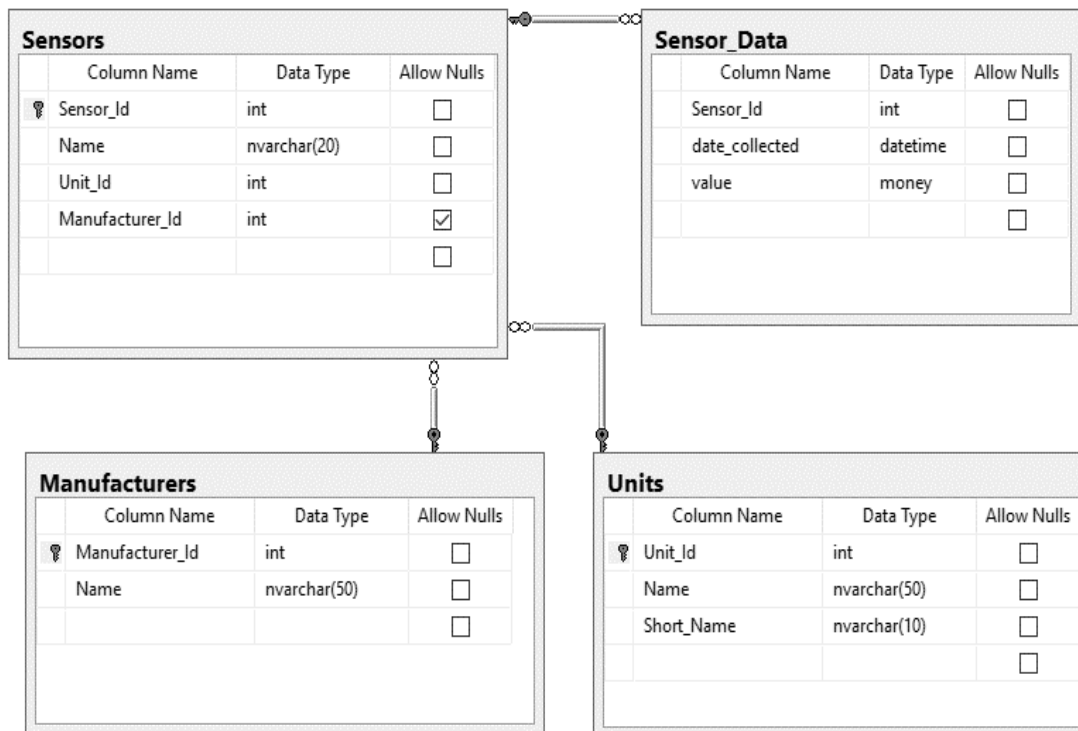 Sensors
Column Name Data Type Allow Nulls
Sensor_Id int
Name nvarchar(20)
Unit_Id int
Manufacturer_Id int
Sensor_Data
Column Name Data Type Allow Nulls
Sensor_Id int
date_collected datetime
value money
Manufacturers
Column Name Data Type Allow Nulls
Manufacturer_Id int
Name nvarchar(50)
Units
Column Name Data Type Allow Nulls
Unit_Id int
Name nvarchar(50)
Short_Name nvarchar(10)